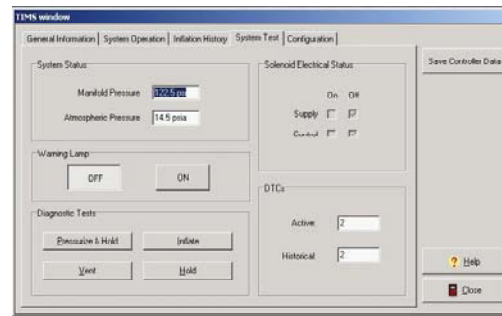 TIMS window
General Information System Operation Inflation History System Test Configuration
System Status
Manifold Pressure 122.5 psi
Atmospheric Pressure 14.5 psia
Warning Lamp
OFF ON
Diagnostic Tests
Pressurize & Hold Inflate
Vent Hold
Solenoid Electrical Status
On Off
Supply
Control
DTCs
Active: 2
Historical: 2
Save Controller Data
? Help
Close